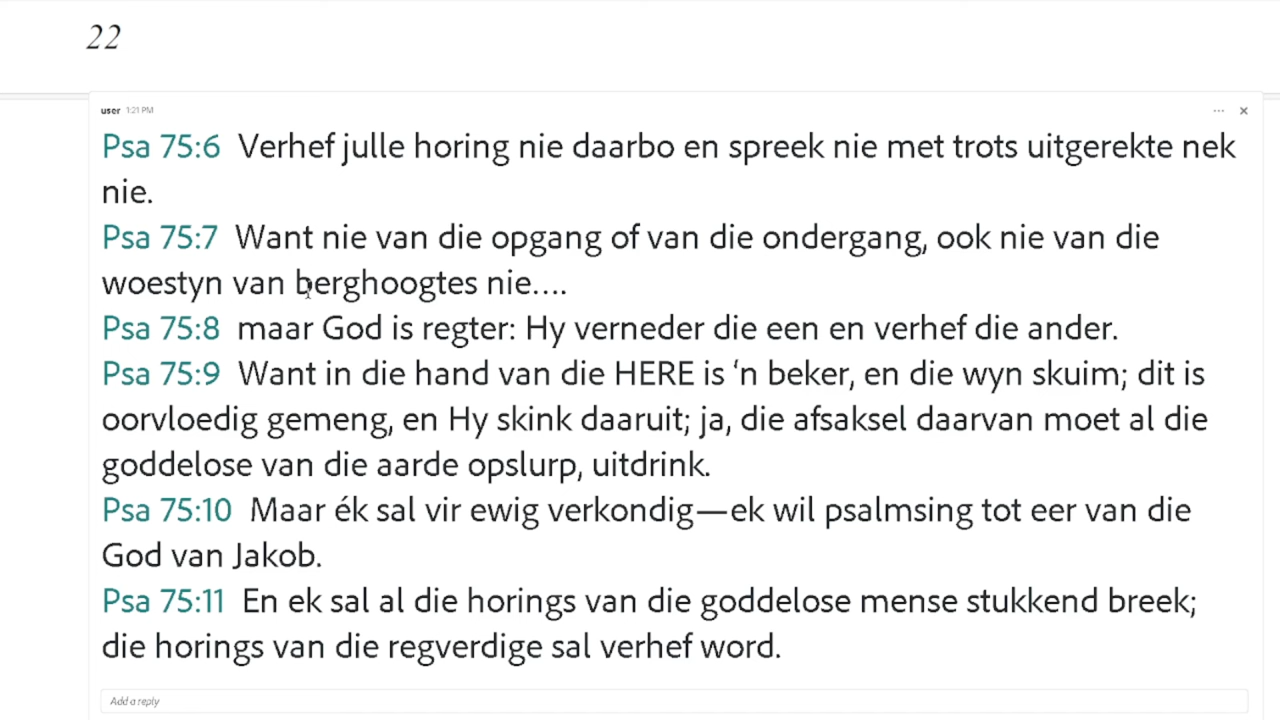 22
user 1:21 PM
Psa 75:6 Verhef julle horing nie daarbo en spreek nie met trots uitgerekte nek
nie.
Psa 75:7 Want nie van die opgang of van die ondergang, ook nie van die
woestyn van berghoogtes nie....
Psa 75:8 maar God is regter: Hy verneder die een en verhef die ander.
Psa 75:9 Want in die hand van die HERE is ‘n beker, en die wyn skuim; dit is
oorvloedig gemeng, en Hy skink daaruit; ja, die afsaksel daarvan moet al die
goddelose van die aarde opslurp, uitdrink.
Psa 75:10 Maar ék sal vir ewig verkondig—ek wil psalmsing tot eer van die
God van Jakob.
Psa 75:11 En ek sal al die horings van die goddelose mense stukkend breek;
die horings van die regverdige sal verhef word.
Add a reply